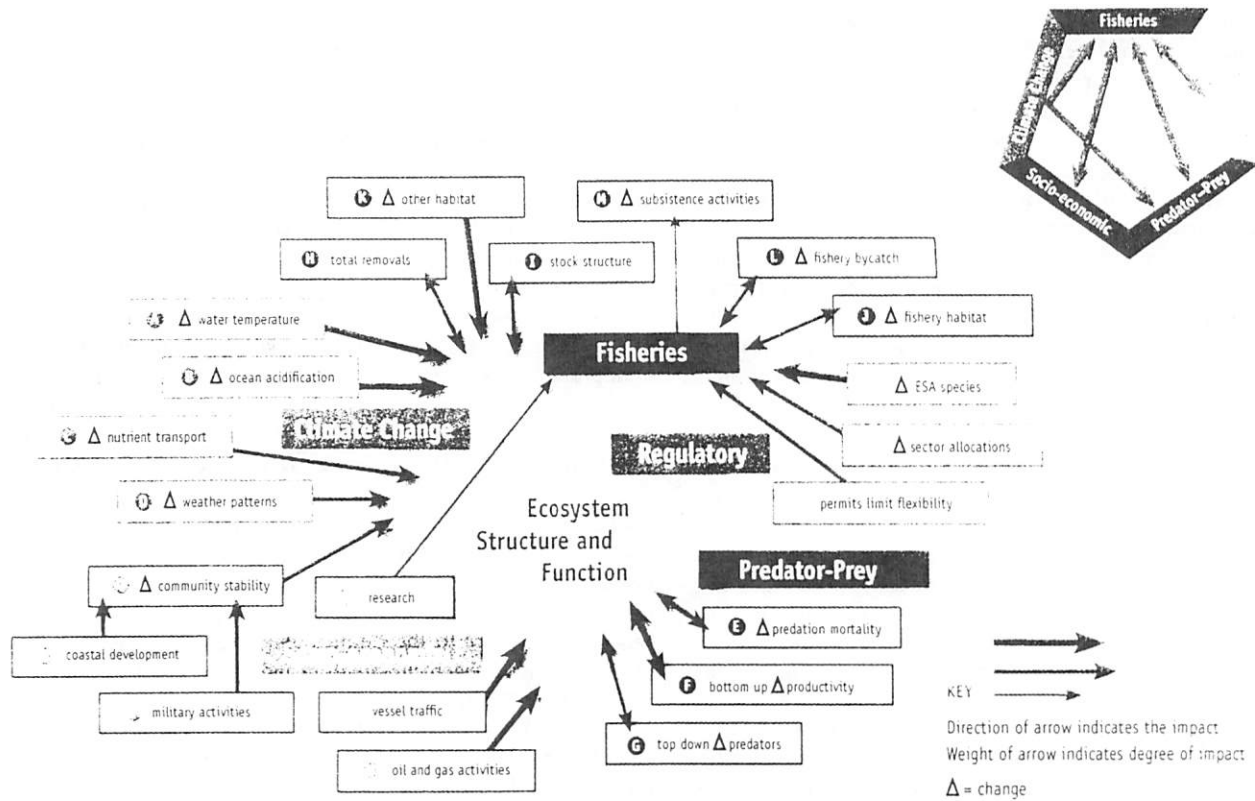 Fisheries
Climate Change
Socio-economic
Predator-Prey
K Δ other habitat
M Δ subsistence activities
H total removals
I stock structure
L Δ fishery bycatch
Δ water temperature
J Δ fishery habitat
Fisheries
Δ ocean acidification
Δ ESA species
Climate Change
Δ nutrient transport
Δ sector allocations
Regulatory
Δ weather patterns
permits limit flexibility
Ecosystem
Structure and
Function
Δ community stability
Predator-Prey
research
E Δ predation mortality
coastal development
F bottom up Δ productivity
military activities
vessel traffic
G top down Δ predators
oil and gas activities
KEY
Direction of arrow indicates the impact
Weight of arrow indicates degree of impact
Δ = change